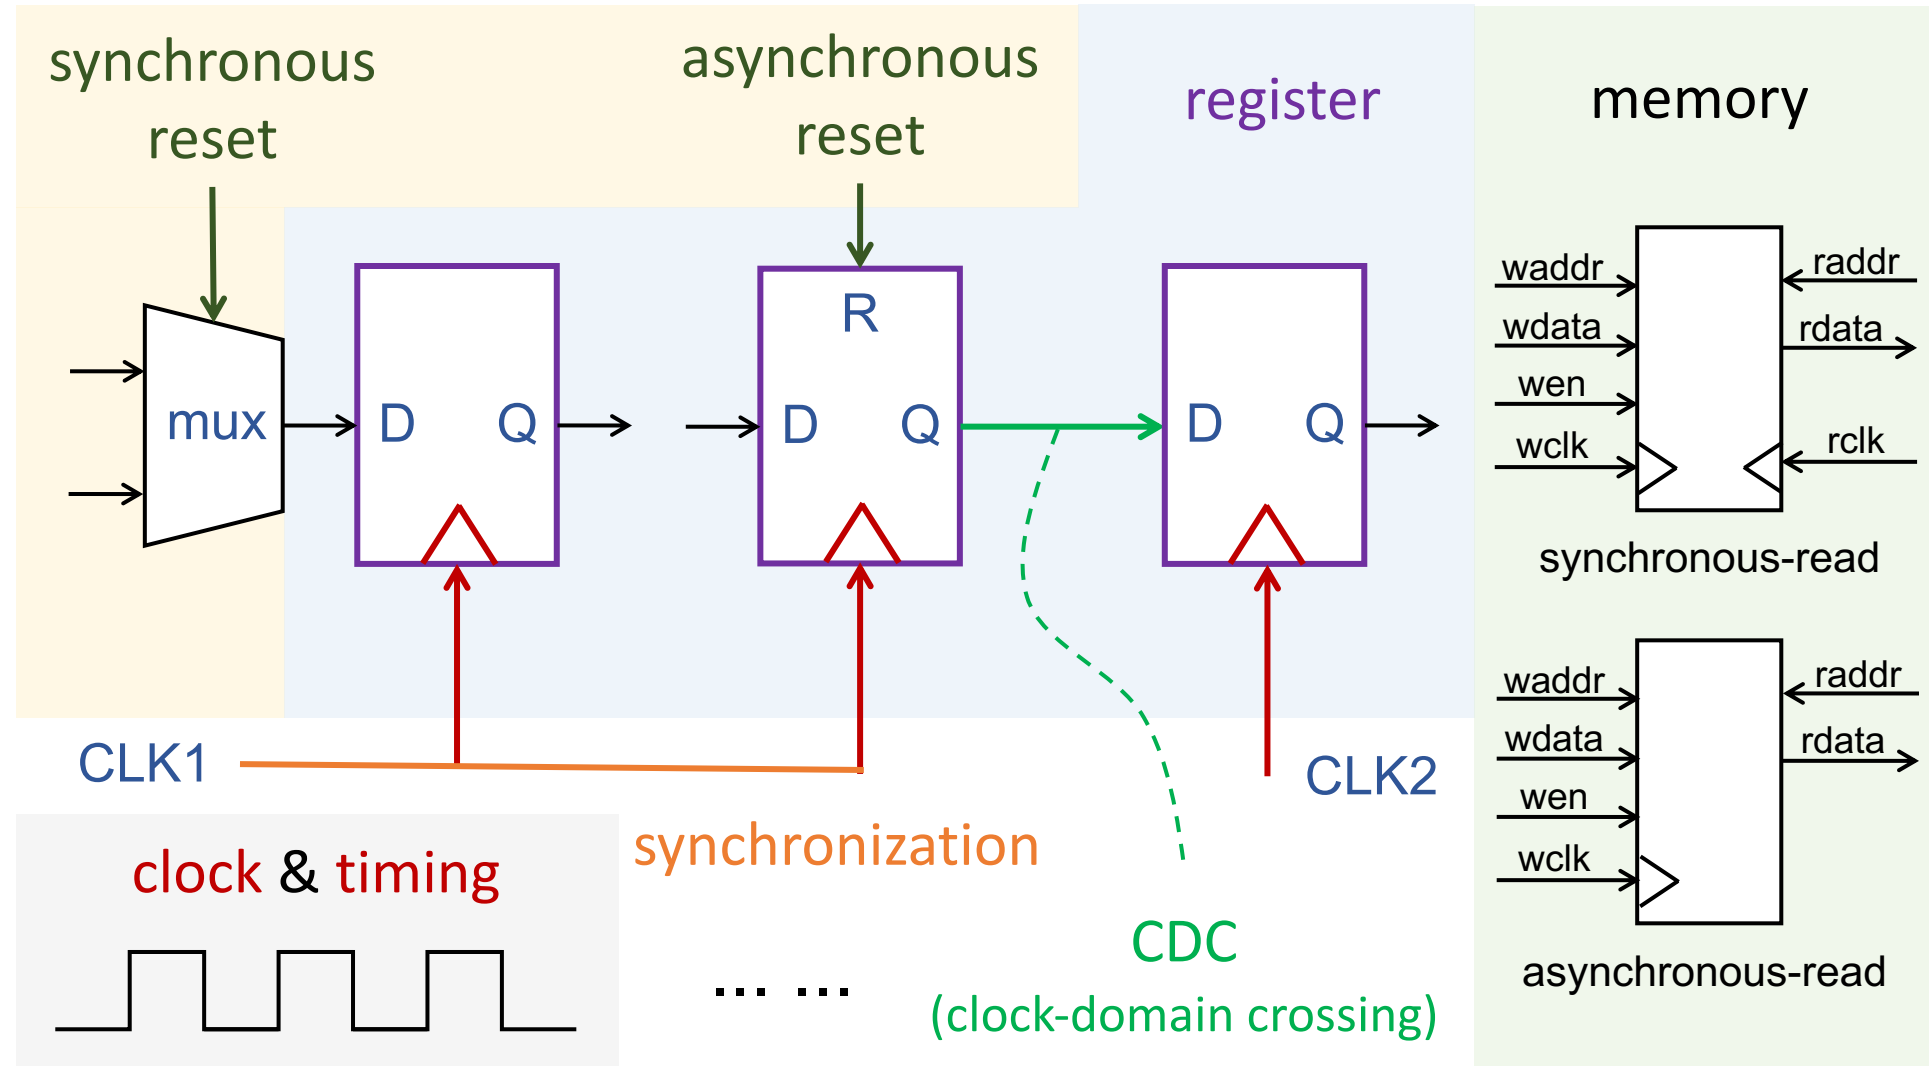 synchronous
reset
asynchronous
reset
register
memory
mux
D
Q
R
D
Q
D
Q
CLK1
CLK2
synchronization
clock & timing
CDC
(clock-domain crossing)
... ...
waddr
wdata
wen
wclk
raddr
rdata
rclk
synchronous-read
waddr
wdata
wen
wclk
raddr
rdata
asynchronous-read